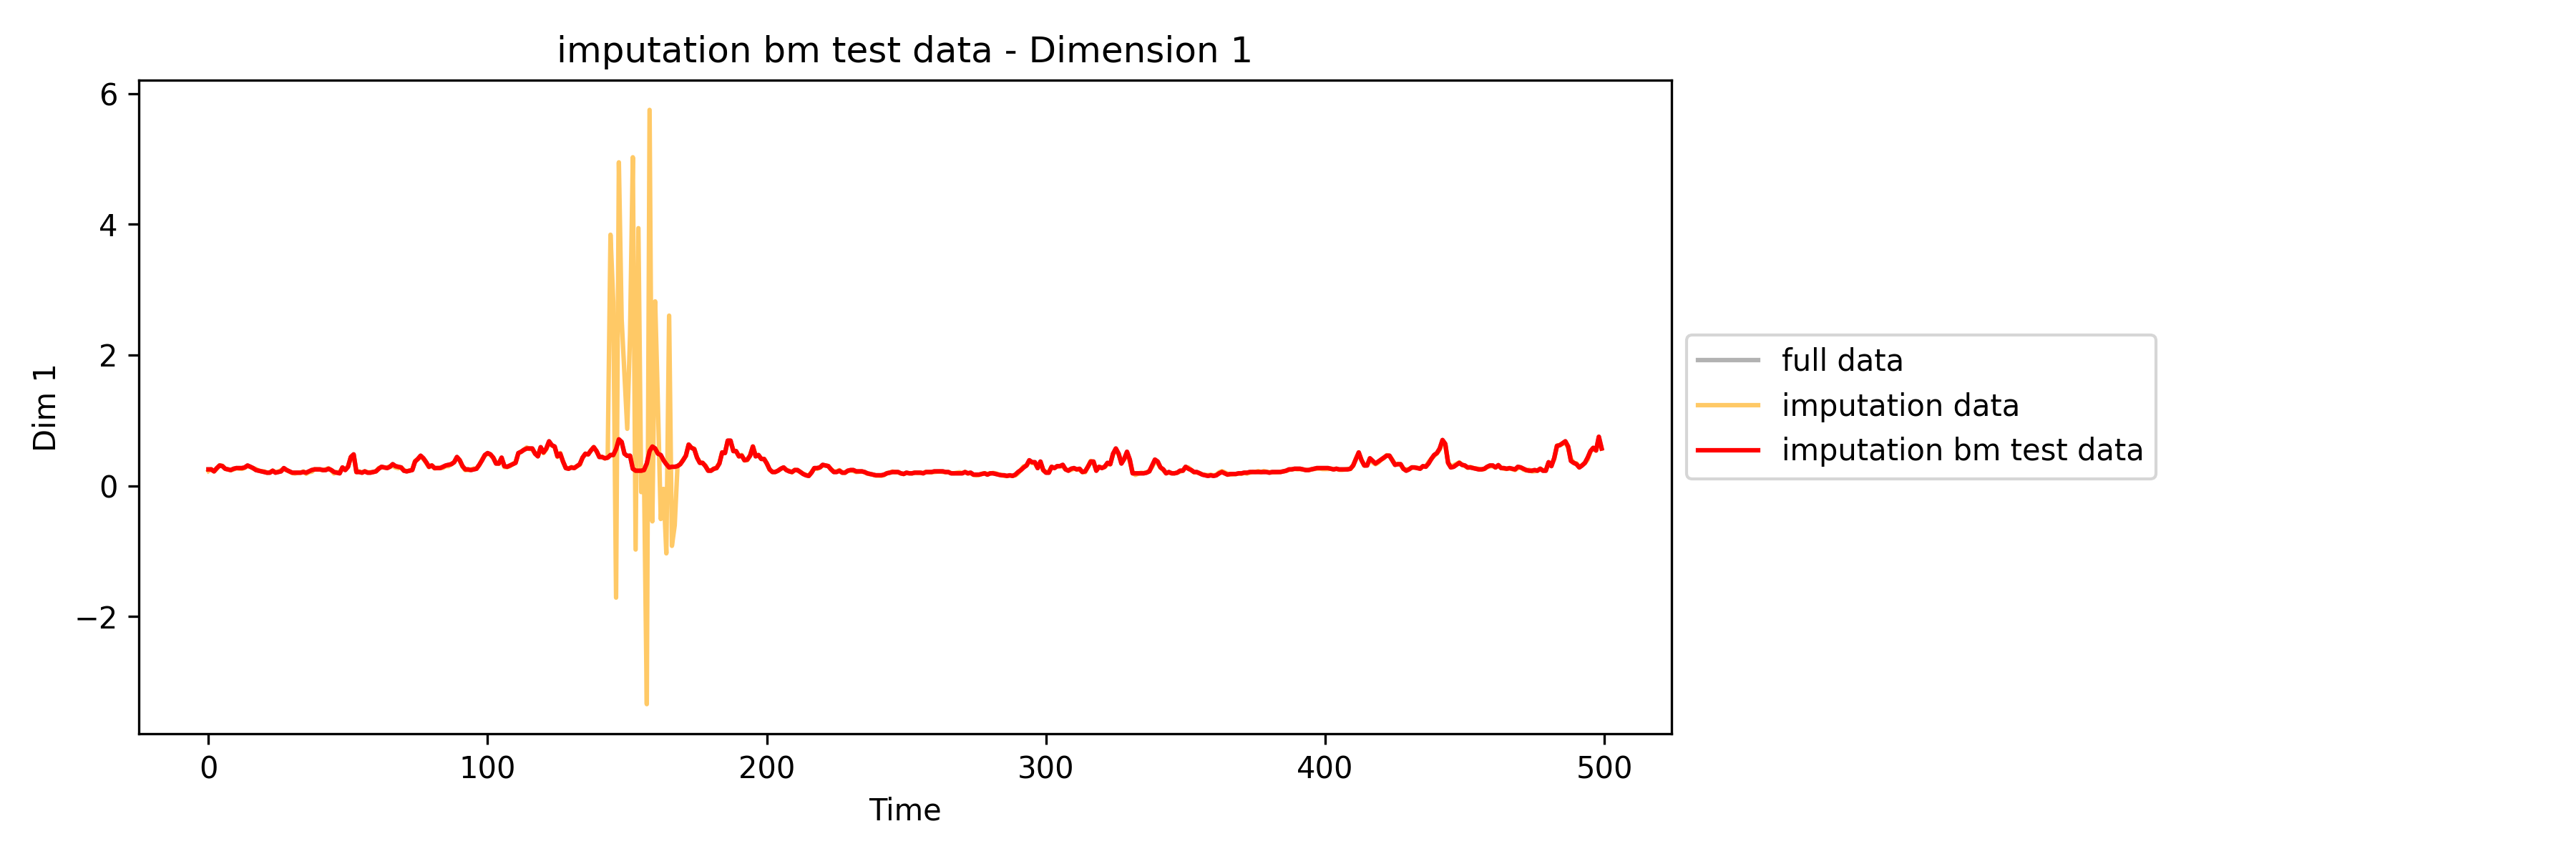 imputation bm test data - Dimension 1
6
4
2
0
−2
Dim 1
0 100 200 300 400 500
Time
full data
imputation data
imputation bm test data